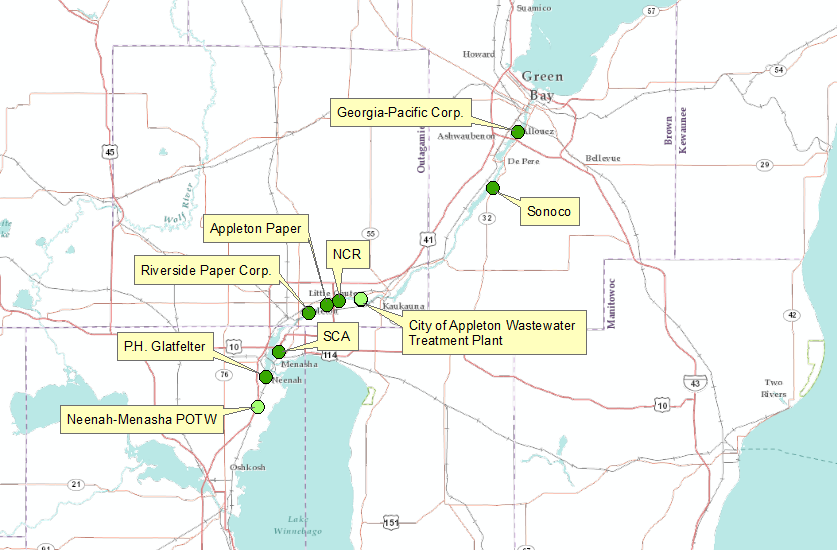 Suamico
57
Howard
54
Green
Bay
Georgia-Pacific Corp.
Allouez
Ashwaubenon
Brown
Kewaunee
45
De Pere
Bellevue
29
Wolf River
Sonoco
32
Appleton Paper
55
41
NCR
Riverside Paper Corp.
Kaukauna
Manitowoc
42
City of Appleton Wastewater
Treatment Plant
SCA
P.H. Glatfelter
10
114
Menasha
76
Neenah
43
Two
Rivers
10
Neenah-Menasha POTW
Oshkosh
21
Lake
Winnebago
151